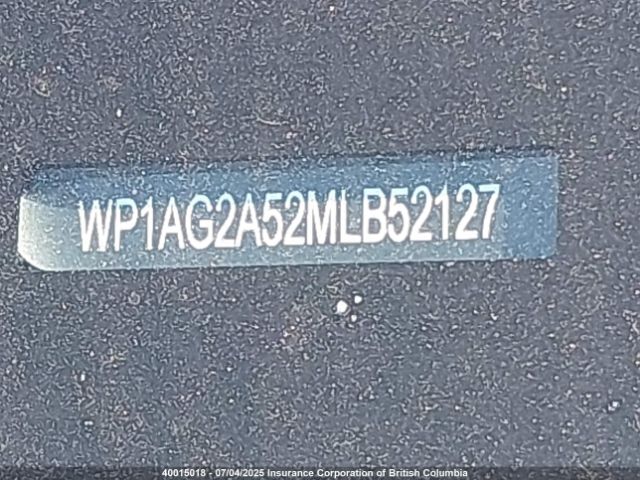 WP1AG2A52MLB52127
40015018 - 07/04/2025 Insurance Corporation of British Columbia